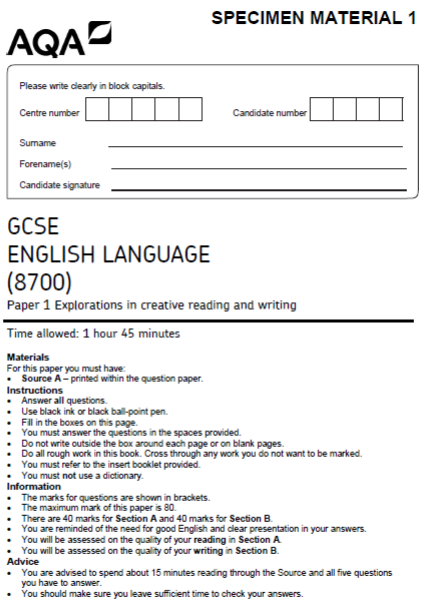 SPECIMEN MATERIAL 1
AQA
Please write clearly in block capitals.
Centre number
Candidate number
Surname
Forename(s)
Candidate signature
GCSE
ENGLISH LANGUAGE
(8700)
Paper 1 Explorations in creative reading and writing
Time allowed: 1 hour 45 minutes
Materials
For this paper you must have:
• Source A – printed within the question paper.
Instructions
• Answer all questions.
• Use black ink or black ball-point pen.
• Fill in the boxes on this page.
• You must answer the questions in the spaces provided.
• Do not write outside the box around each page or on blank pages.
• Do all rough work in this book. Cross through any work you do not want to be marked.
• You must refer to the insert booklet provided.
• You must not use a dictionary.
Information
• The marks for questions are shown in brackets.
• The maximum mark of this paper is 80.
• There are 40 marks for Section A and 40 marks for Section B.
• You are reminded of the need for good English and clear presentation in your answers.
• You will be assessed on the quality of your reading in Section A.
• You will be assessed on the quality of your writing in Section B.
Advice
• You are advised to spend about 15 minutes reading through the Source and all five questions
you have to answer.
• You should make sure you leave sufficient time to check your answers.